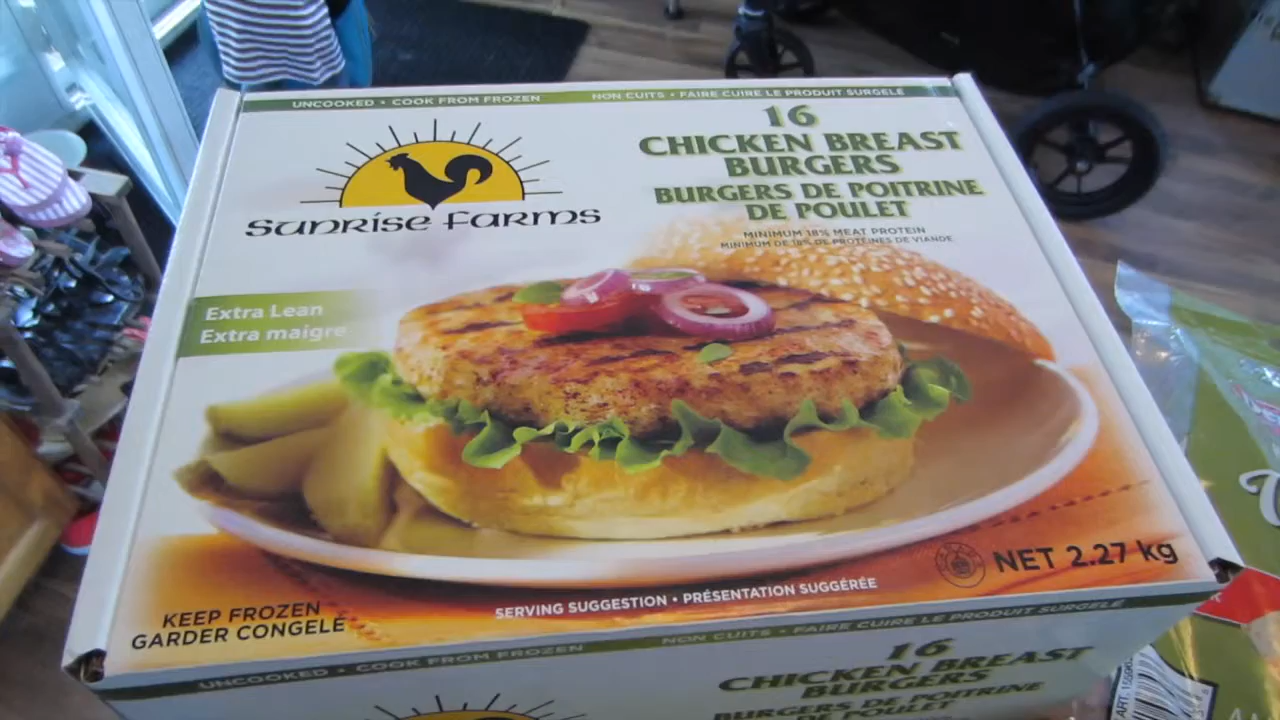 UNCOOKED • COOK FROM FROZEN
NON CUITS • FAIRE CUIRE LE PRODUIT SURGELÉ
SUNRISE FARMS
16
CHICKEN BREAST
BURGERS
BURGERS DE POITRINE
DE POULET
MINIMUM 18% MEAT PROTEIN
MINIMUM DE 18% DE PROTÉINES DE VIANDE
Extra Lean
Extra maigre
NET 2.27 kg
SERVING SUGGESTION • PRÉSENTATION SUGGÉRÉE
KEEP FROZEN
GARDER CONGELÉ
UNCOOKED • COOK FROM FROZEN
NON CUITS • FAIRE CUIRE LE PRODUIT SURGELÉ
16
CHICKEN BREAST
BURGERS
BURGERS DE POITRINE
DE POULET